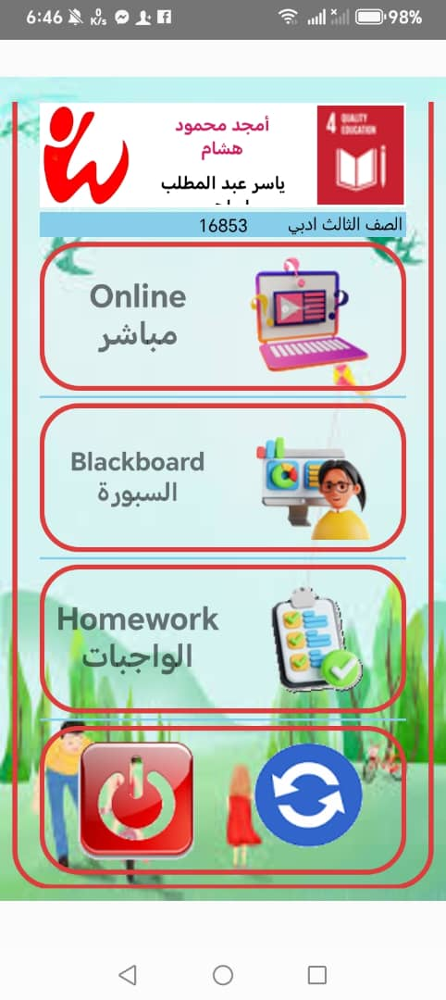 6:46
0
K/s
98%
أمجد محمود
هشام
4 QUALITY
EDUCATION
ياسر عبد المطلب
الصف الثالث ادبي 16853
Online
مباشر
Blackboard
السبورة
Homework
الواجبات